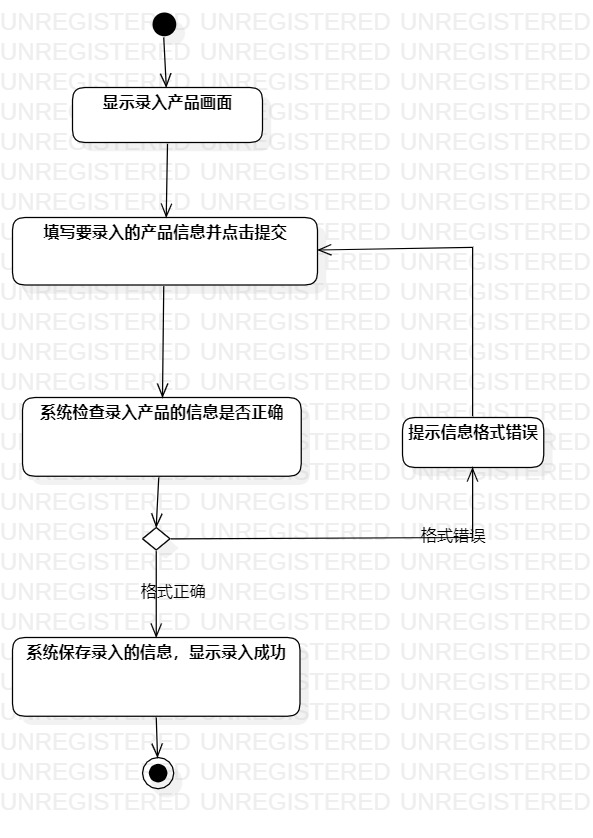 显示录入产品画面
填写要录入的产品信息并点击提交
系统检查录入产品的信息是否正确
提示信息格式错误
格式错误
格式正确
系统保存录入的信息，显示录入成功
UNREGISTERED